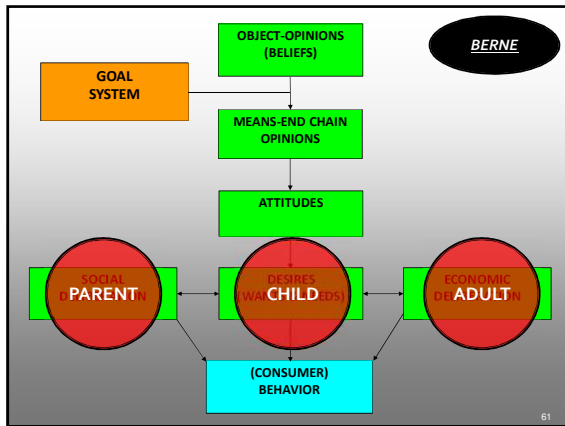 OBJECT-OPINIONS
(BELIEFS)
BERNE
GOAL
SYSTEM
MEANS-END CHAIN
OPINIONS
ATTITUDES
SOCIAL
PARENT
DESIRES
CHILD
ECONOMIC
ADULT
(CONSUMER)
BEHAVIOR
61